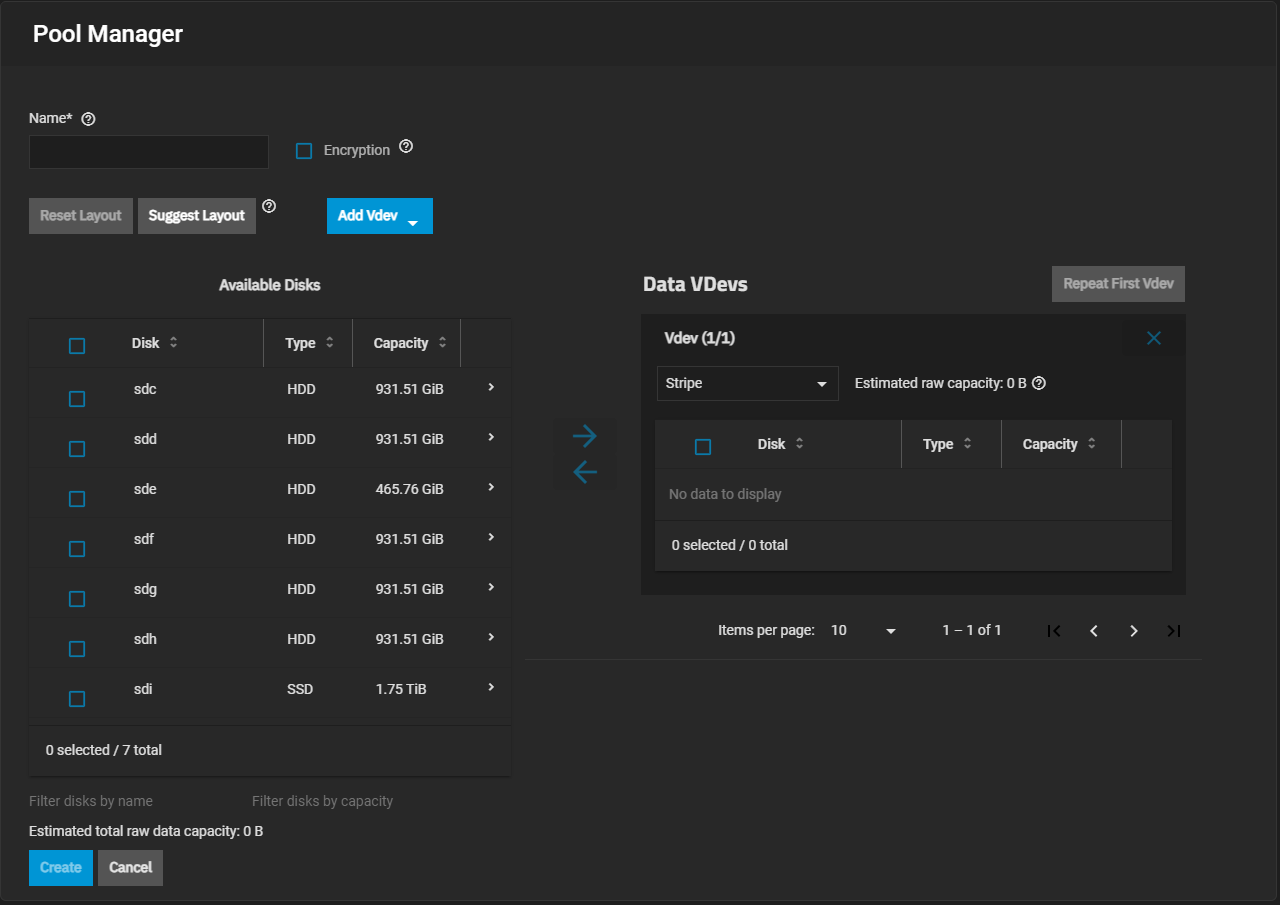 Pool Manager
Name*
Encryption
Reset Layout
Suggest Layout
Add Vdev
Available Disks
Disk Type Capacity
sdc HDD 931.51 GiB
sdd HDD 931.51 GiB
sde HDD 465.76 GiB
sdf HDD 931.51 GiB
sdg HDD 931.51 GiB
sdh HDD 931.51 GiB
sdi SSD 1.75 TiB
0 selected / 7 total
Filter disks by name
Filter disks by capacity
Data VDevs
Repeat First Vdev
Vdev (1/1)
Stripe
Estimated raw capacity: 0 B
Disk Type Capacity
No data to display
0 selected / 0 total
Items per page: 10 1 – 1 of 1
Estimated total raw data capacity: 0 B
Create
Cancel